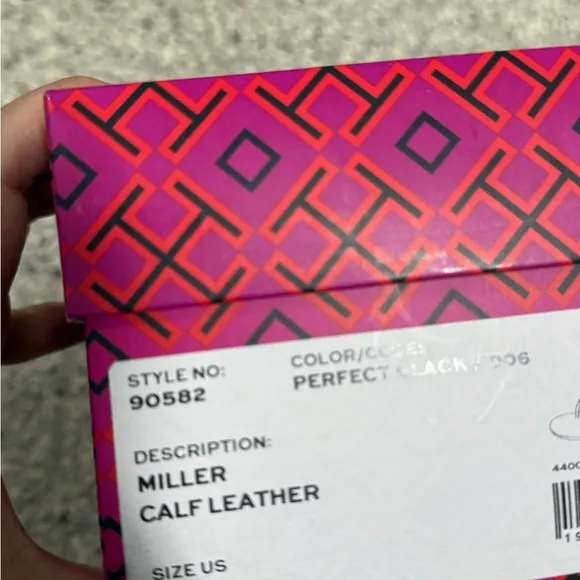 STYLE NO:
90582
COLOR/CODE:
PERFECT BLACK / 006
DESCRIPTION:
MILLER
CALF LEATHER
SIZE US